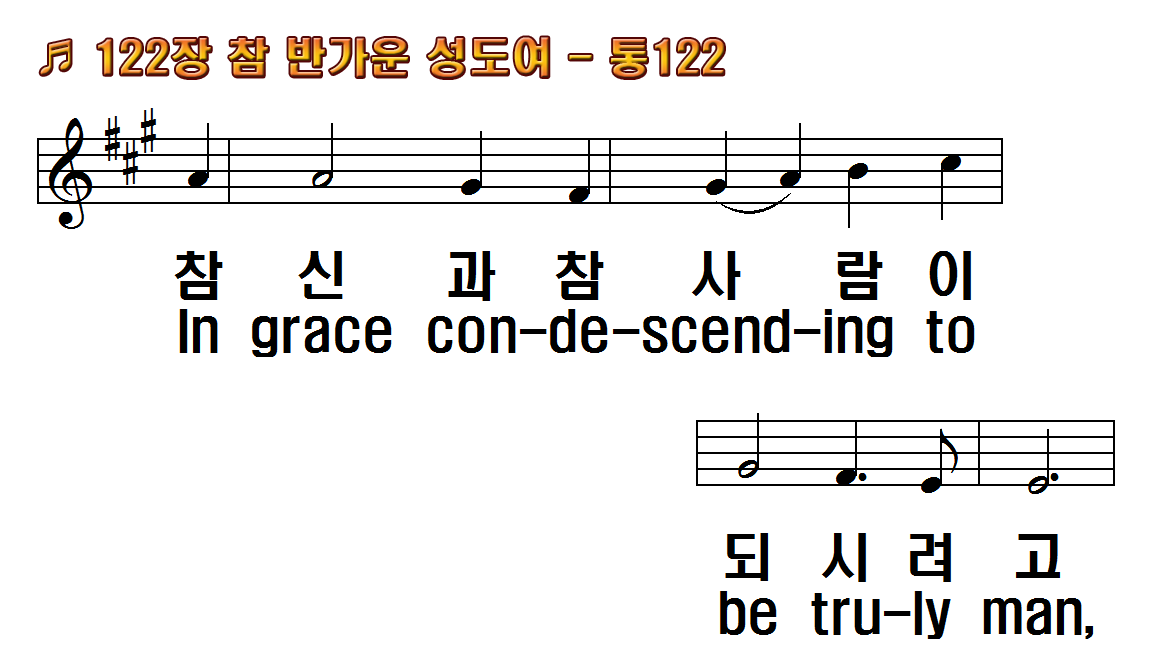 ♬ 122장 참 반가운 성도여 - 통122
참 신 과 참 사 람 이
In grace con-de-scend-ing to
되 시 려 고
be tru-ly man,